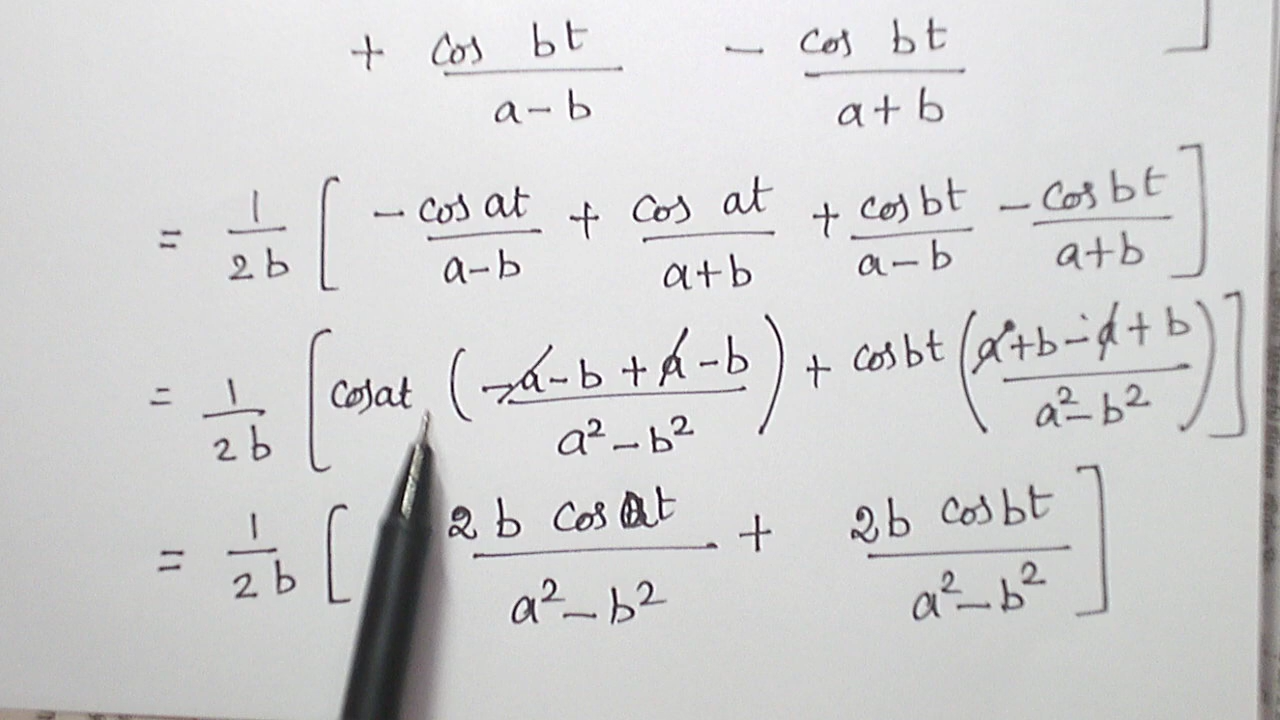 + cos bt / a-b - cos bt / a+b ]
= 1/2b [ - cos at / a-b + cos at / a+b + cos bt / a-b - cos bt / a+b ]
= 1/2b [ cos at ( -a-b+a-b / a²-b² ) + cos bt ( a+b-a+b / a²-b² ) ]
= 1/2b [ 2b cos at / a²-b² + 2b cos bt / a²-b² ]